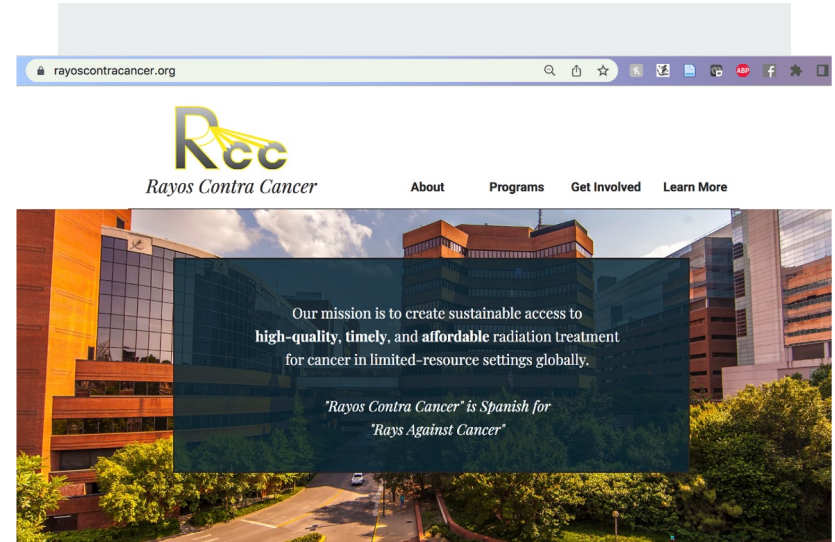 rayoscontracancer.org
ABP
Rcc
Rayos Contra Cancer
About Programs Get Involved Learn More
Our mission is to create sustainable access to
high-quality, timely, and affordable radiation treatment
for cancer in limited-resource settings globally.
"Rayos Contra Cancer" is Spanish for
"Rays Against Cancer"